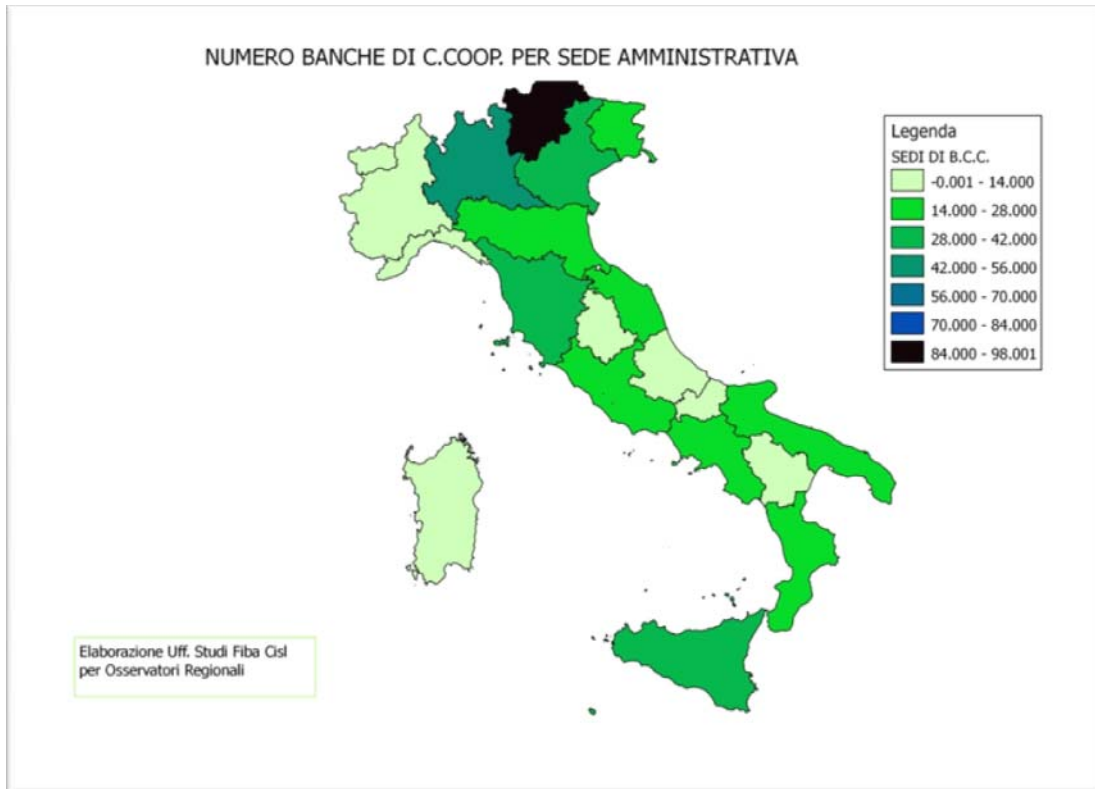 NUMERO BANCHE DI C.COOP. PER SEDE AMMINISTRATIVA
Legenda
SEDI DI B.C.C.
-0.001 - 14.000
14.000 - 28.000
28.000 - 42.000
42.000 - 56.000
56.000 - 70.000
70.000 - 84.000
84.000 - 98.001
Elaborazione Uff. Studi Fiba Cisl
per Osservatori Regionali